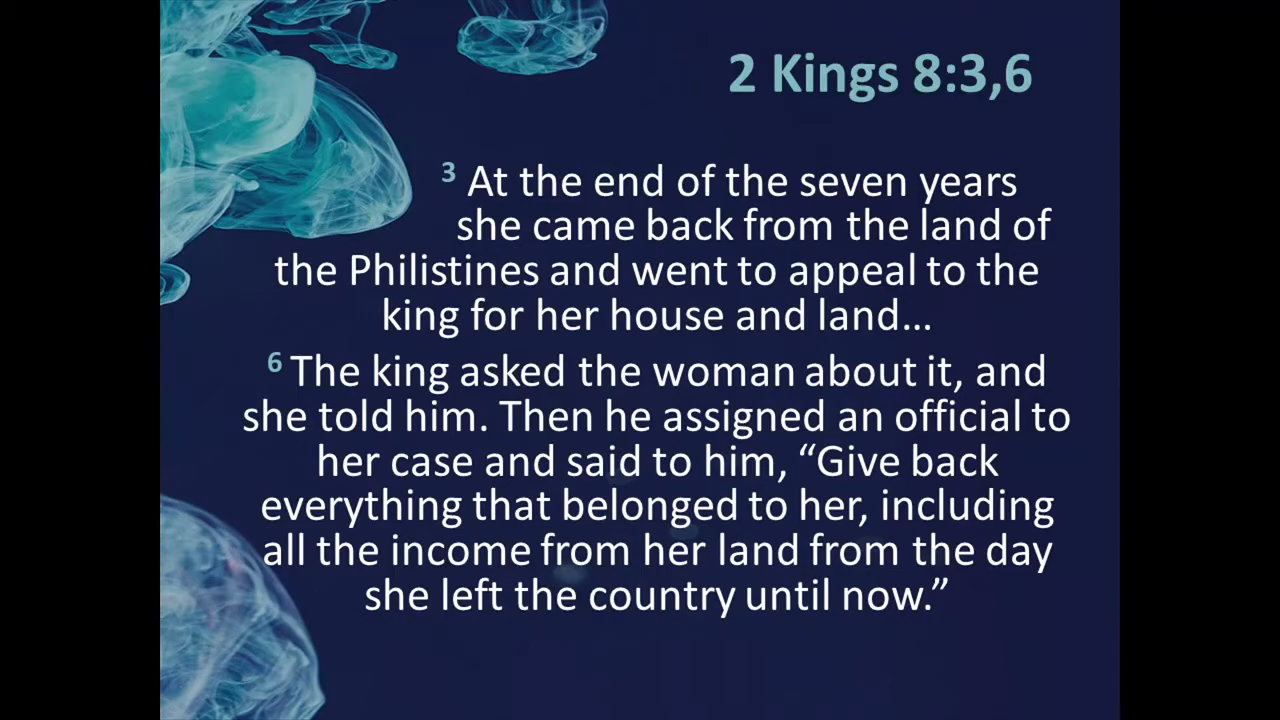 2 Kings 8:3,6
3 At the end of the seven years
she came back from the land of
the Philistines and went to appeal to the
king for her house and land…
6 The king asked the woman about it, and
she told him. Then he assigned an official to
her case and said to him, “Give back
everything that belonged to her, including
all the income from her land from the day
she left the country until now.”